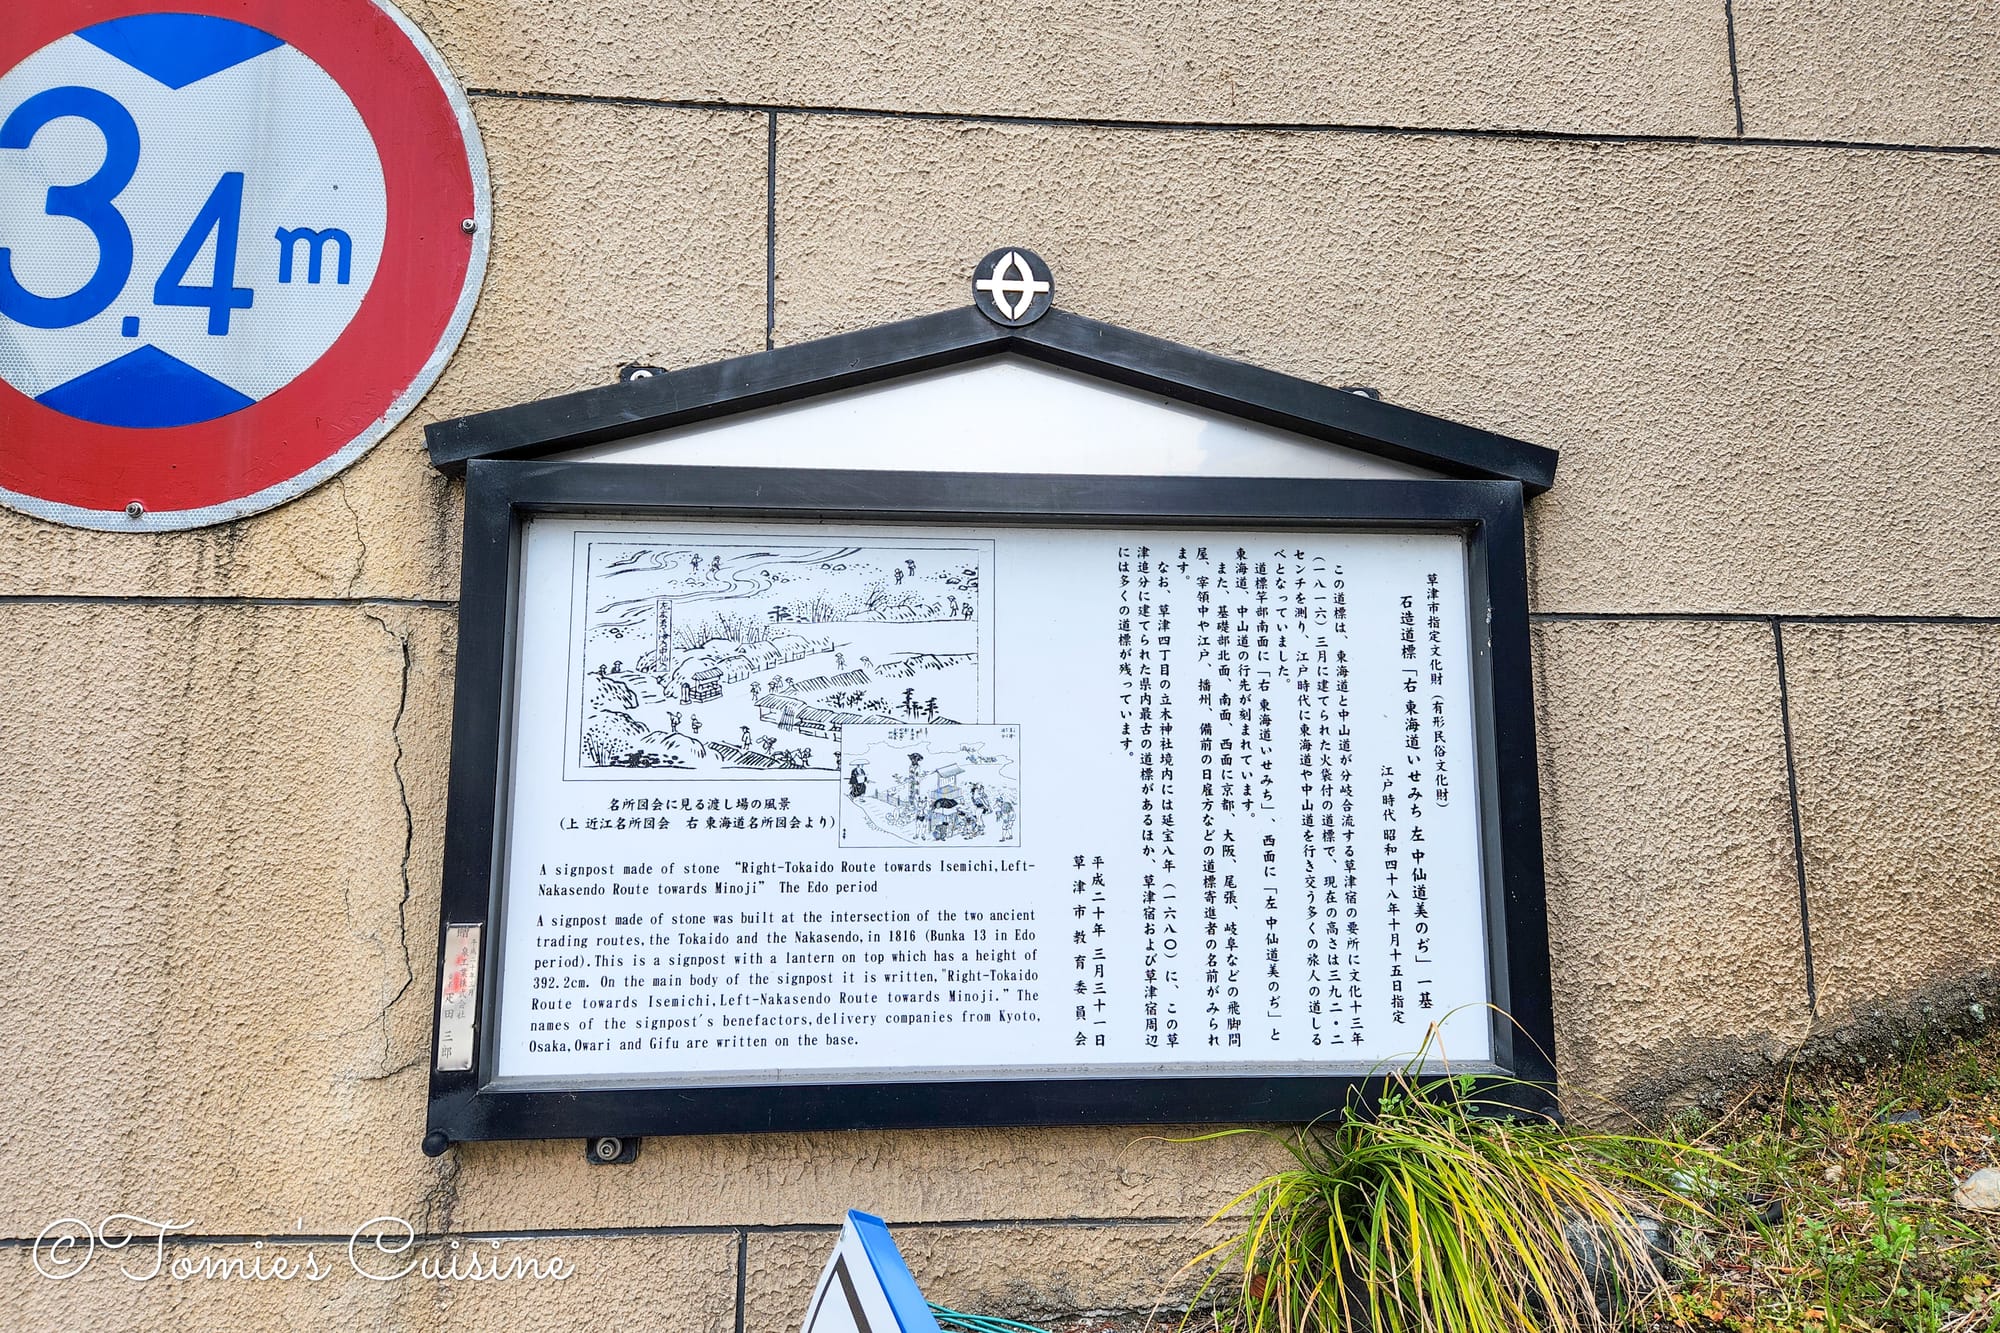 3.4m
草津市指定文化財(有形民俗文化財)
石造道標「右 東海道いせみち 左 中仙道美のぢ」一基
江戸時代 昭和四十八年十月十五日指定
この道標は、東海道と中山道が分岐合流する草津宿の要所に文化十三年
(一八一六)三月に建てられた火袋付の道標で、現在の高さは三九二・二
センチを測り、江戸時代に東海道や中山道を行き交う多くの旅人の道しる
べとなっていました。
道標竿部南面に「右 東海道いせみち」、西面に「左 中仙道美のぢ」と
東海道、中山道の行先が刻まれています。
また、基礎部北面、南面、西面に京都、大阪、尾張、岐阜などの飛脚問
屋、宰領中や江戸、播州、備前の日雇方などの道標寄進者の名前がみられ
ます。
なお、草津四丁目の立木神社境内には延宝八年(一六八〇)に、この草
津追分に建てられた県内最古の道標があるほか、草津宿および草津宿周辺
には多くの道標が残っています。
平成二十年 三月三十一日
草津市教育委員会
名所図会に見る渡し場の風景
(上 近江名所図会 右 東海道名所図会より)
A signpost made of stone “Right-Tokaido Route towards Isemichi,Left-
Nakasendo Route towards Minoji” The Edo period
A signpost made of stone was built at the intersection of the two ancient
trading routes,the Tokaido and the Nakasendo,in 1816 (Bunka 13 in Edo
period).This is a signpost with a lantern on top which has a height of
392.2cm. On the main body of the signpost it is written,"Right-Tokaido
Route towards Isemichi,Left-Nakasendo Route towards Minoji." The
names of the signpost's benefactors,delivery companies from Kyoto,
Osaka,Owari and Gifu are written on the base.
©Tomie's Cuisine